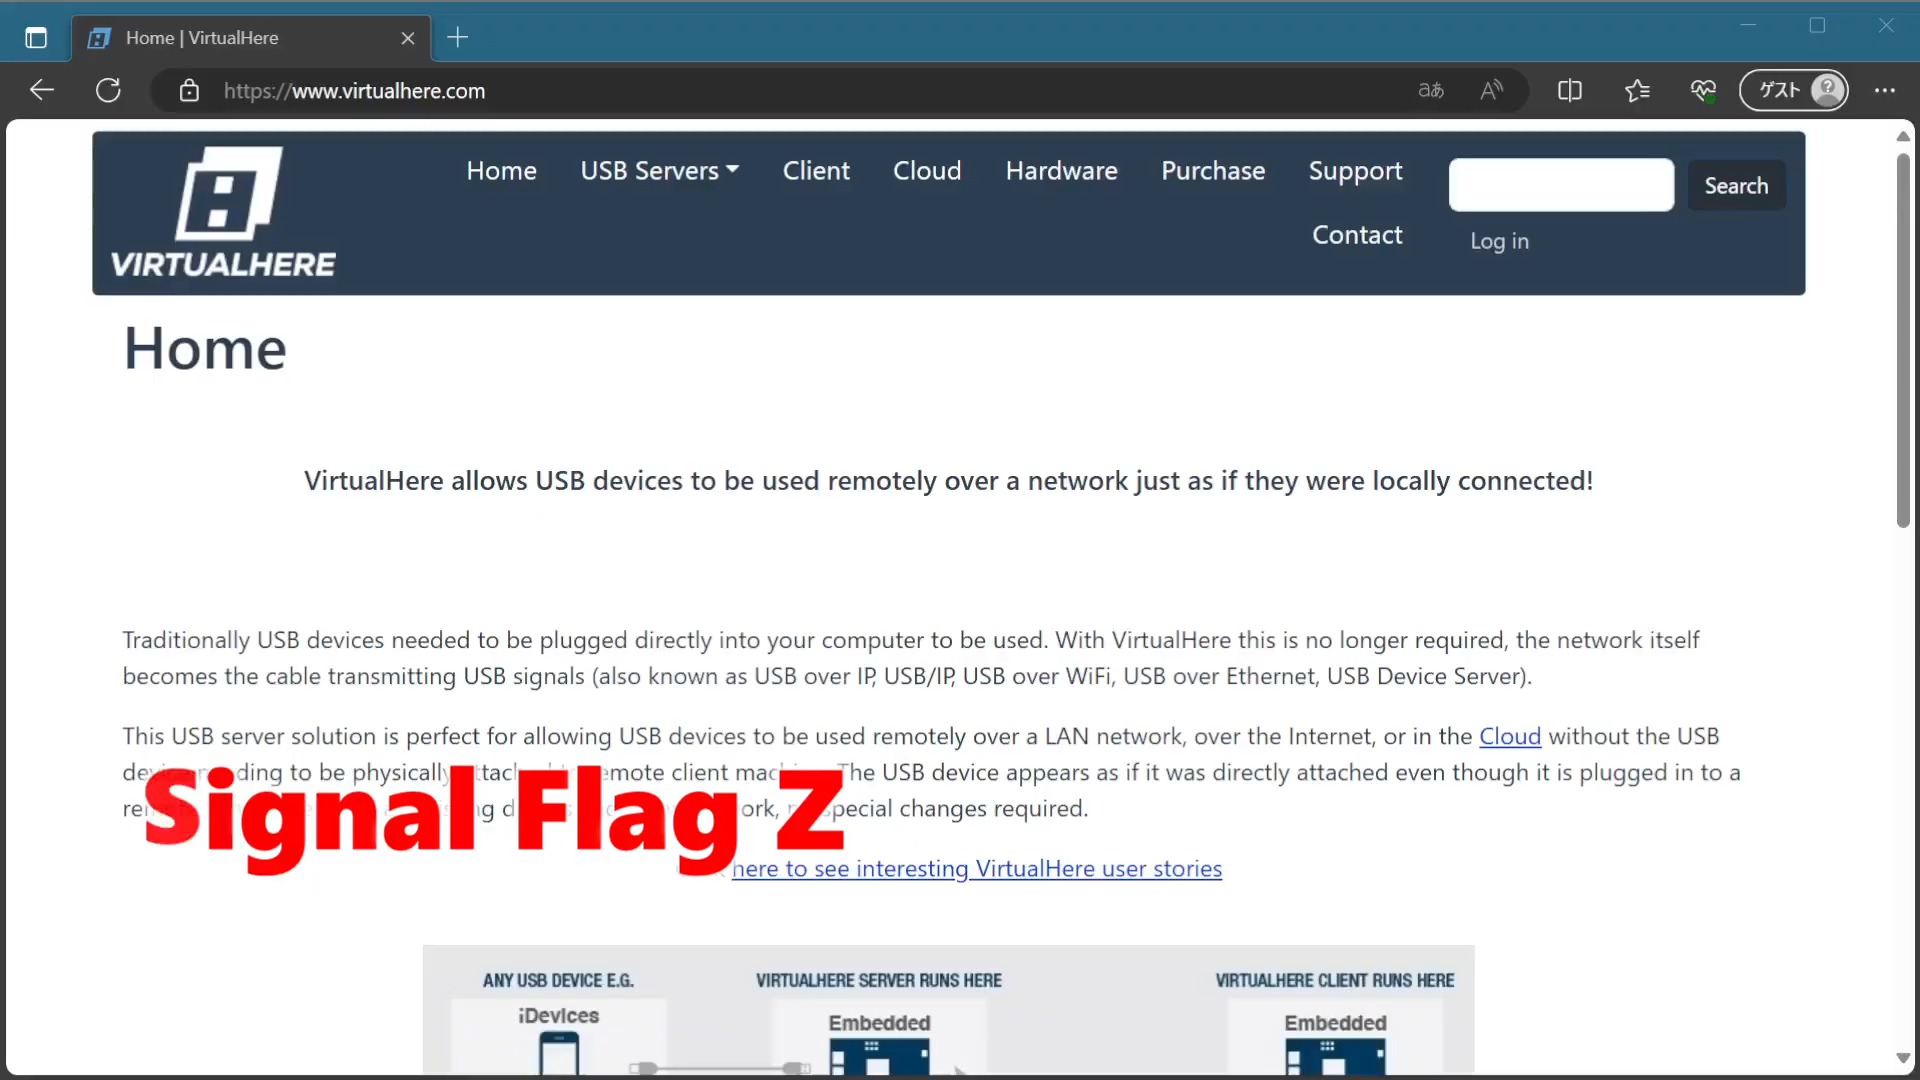 Home | VirtualHere
https://www.virtualhere.com
aあ
ゲスト
Home USB Servers Client Cloud Hardware Purchase Support Search
Contact Log in
VIRTUALHERE
Home
VirtualHere allows USB devices to be used remotely over a network just as if they were locally connected!
Traditionally USB devices needed to be plugged directly into your computer to be used. With VirtualHere this is no longer required, the network itself
becomes the cable transmitting USB signals (also known as USB over IP, USB/IP, USB over WiFi, USB over Ethernet, USB Device Server).
This USB server solution is perfect for allowing USB devices to be used remotely over a LAN network, over the Internet, or in the Cloud without the USB
to be physically remote client The USB device appears as if it was directly attached even though it is plugged in to a
special changes required.
Signal Flag Z
here to see interesting VirtualHere user stories
ANY USB DEVICE E.G. VIRTUALHERE SERVER RUNS HERE VIRTUALHERE CLIENT RUNS HERE
iDevices
Embedded Embedded